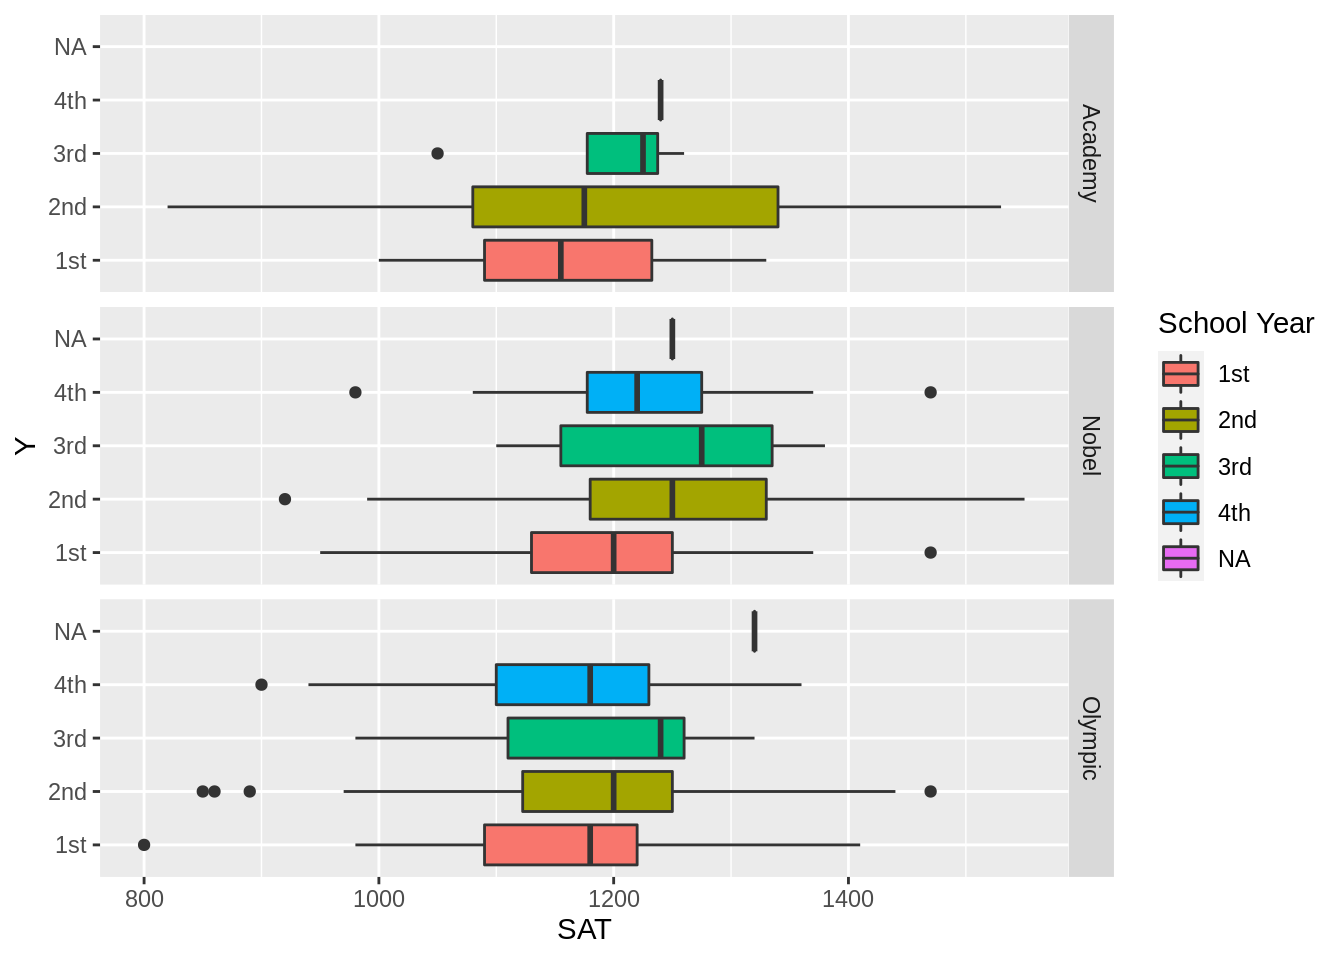 NA
4th
3rd
2nd
1st
Academy
NA
4th
3rd
2nd
1st
Nobel
NA
4th
3rd
2nd
1st
Olympic
Y
800 1000 1200 1400
SAT
School Year
1st
2nd
3rd
4th
NA